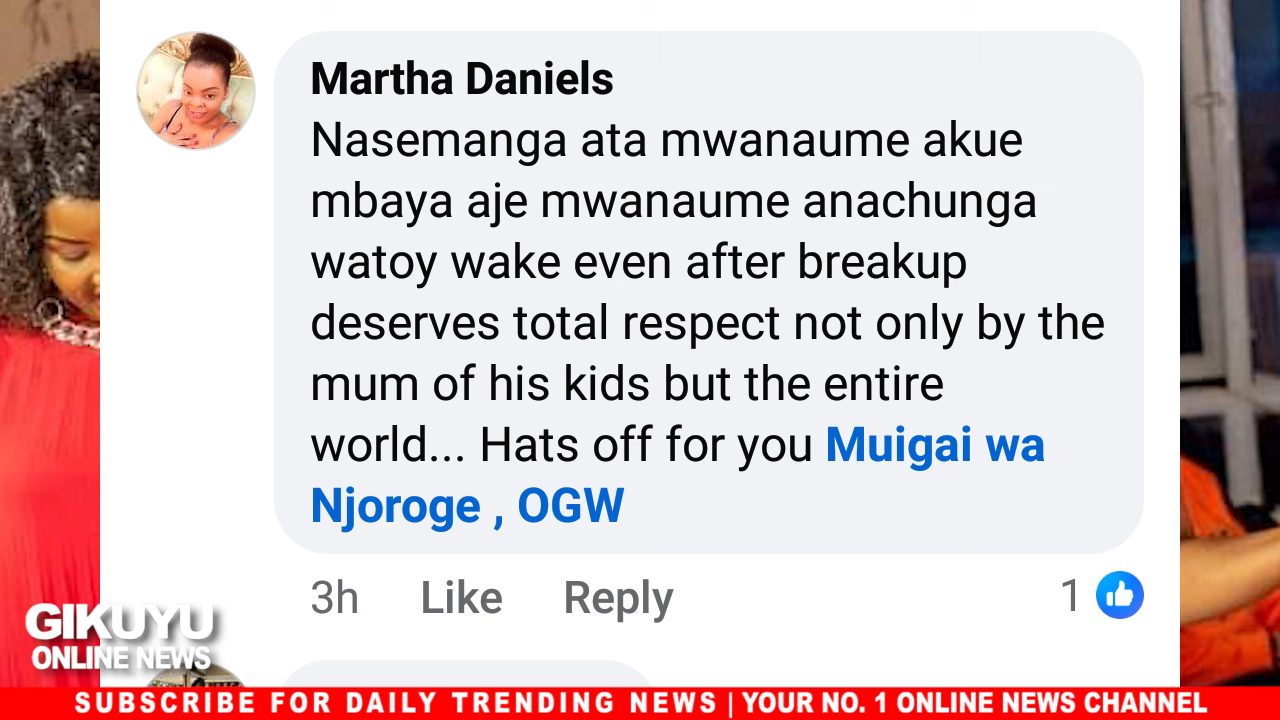 Martha Daniels
Nasemanga ata mwanaume akue
mbaya aje mwanaume anachunga
watoy wake even after breakup
deserves total respect not only by the
mum of his kids but the entire
world... Hats off for you Muigai wa
Njoroge , OGW
3h Like Reply 1
GIKUYU
ONLINE NEWS
SUBSCRIBE FOR DAILY TRENDING NEWS | YOUR NO. 1 ONLINE NEWS CHANNEL